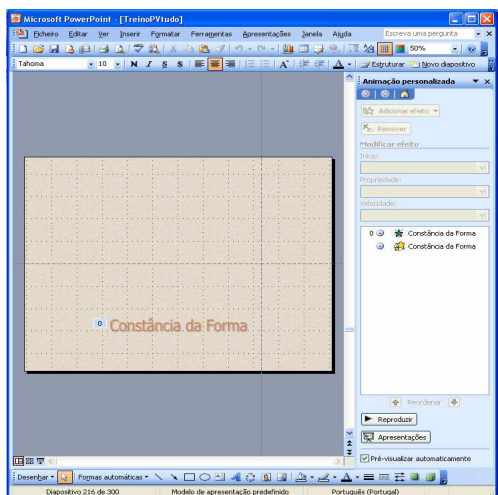 Microsoft PowerPoint - [TreinoPVtudo]
Ficheiro Editar Ver Inserir Formatar Ferramentas Apresentações Janela Ajuda Escreva uma pergunta
50%
Tahoma 10 N I S S A A Estruturar Novo diapositivo
Animação personalizada
Adicionar efeito
Remover
Modificar efeito
Início:
Propriedade:
Velocidade:
0 Constância da Forma
Constância da Forma
0 Constância da Forma
Reordenar
Reproduzir
Apresentações
Pré-visualizar automaticamente
Desenhar Formas automáticas A
Diapositivo 216 de 300 Modelo de apresentação predefinido Português (Portugal)